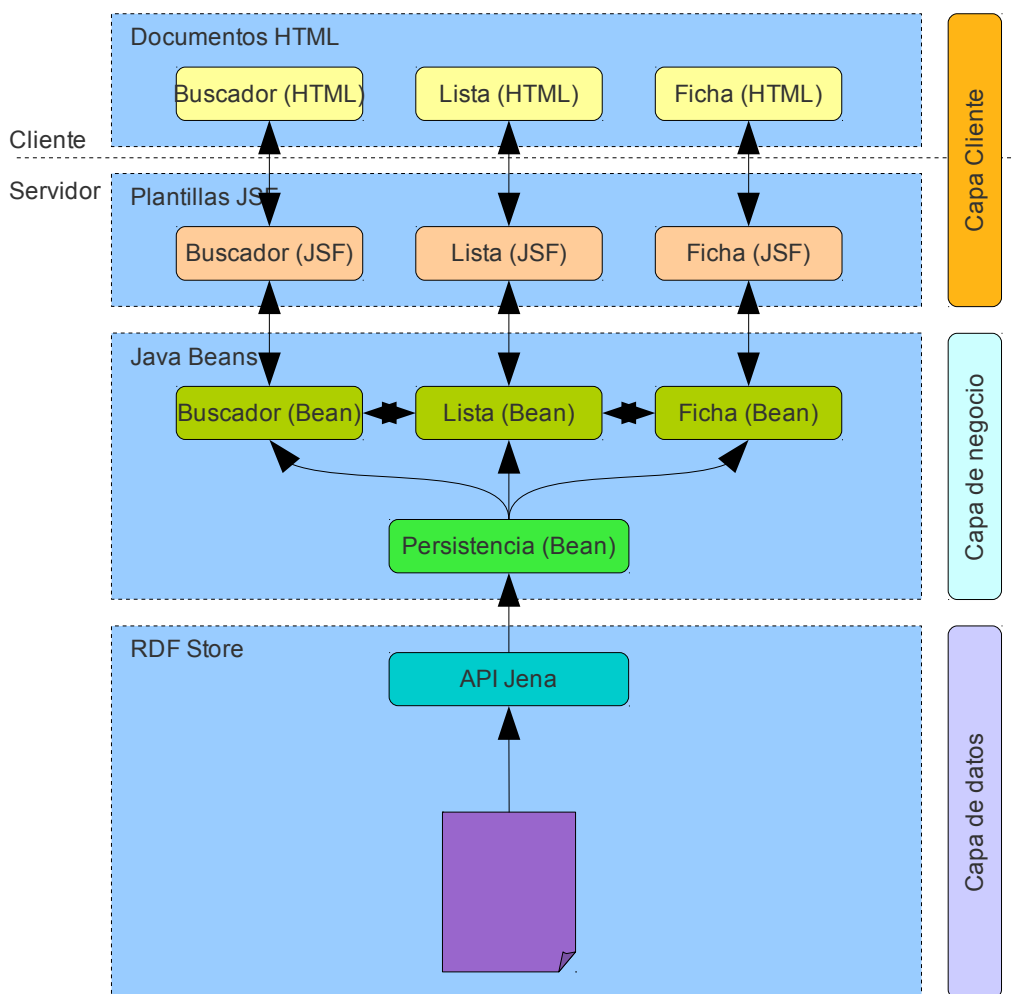 Documentos HTML
Buscador (HTML)
Lista (HTML)
Ficha (HTML)
Cliente
Servidor
Plantillas JSF
Buscador (JSF)
Lista (JSF)
Ficha (JSF)
Capa Cliente
Java Beans
Buscador (Bean)
Lista (Bean)
Ficha (Bean)
Persistencia (Bean)
Capa de negocio
RDF Store
API Jena
Capa de datos